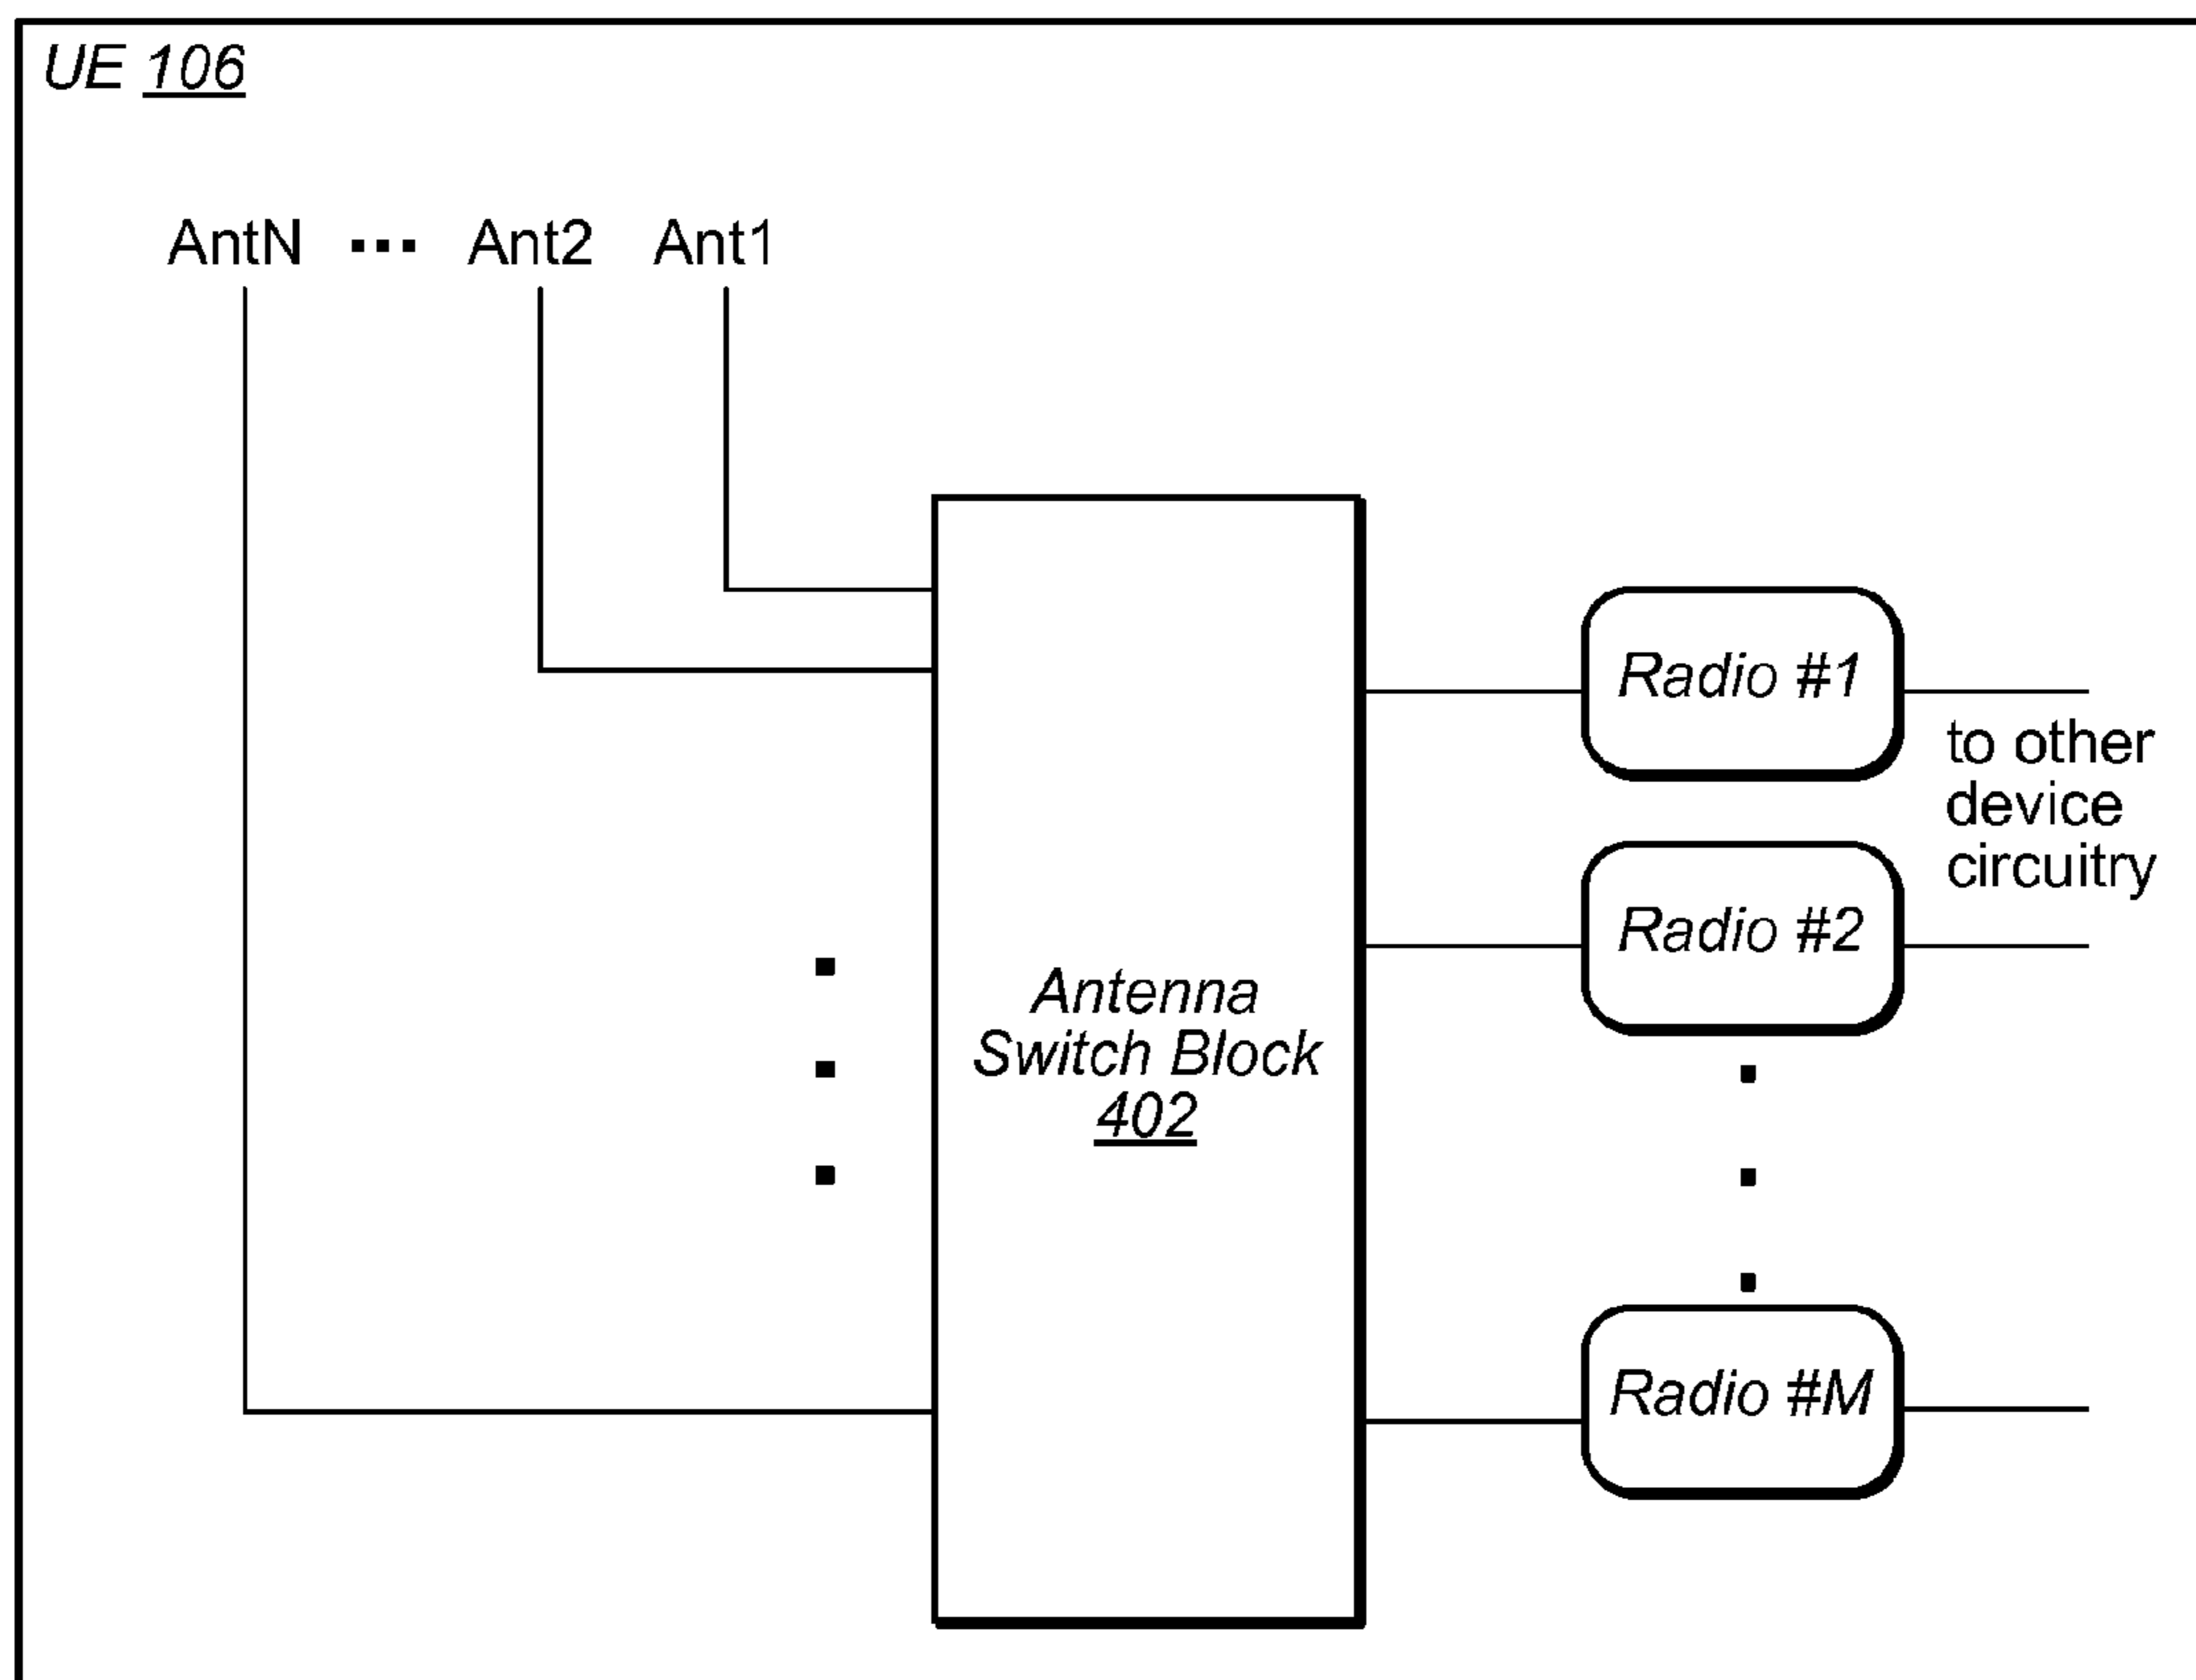 UE 106
AntN ... Ant2 Ant1
Radio #1
to other
device
circuitry
Radio #2
Antenna
Switch Block
402
Radio #M